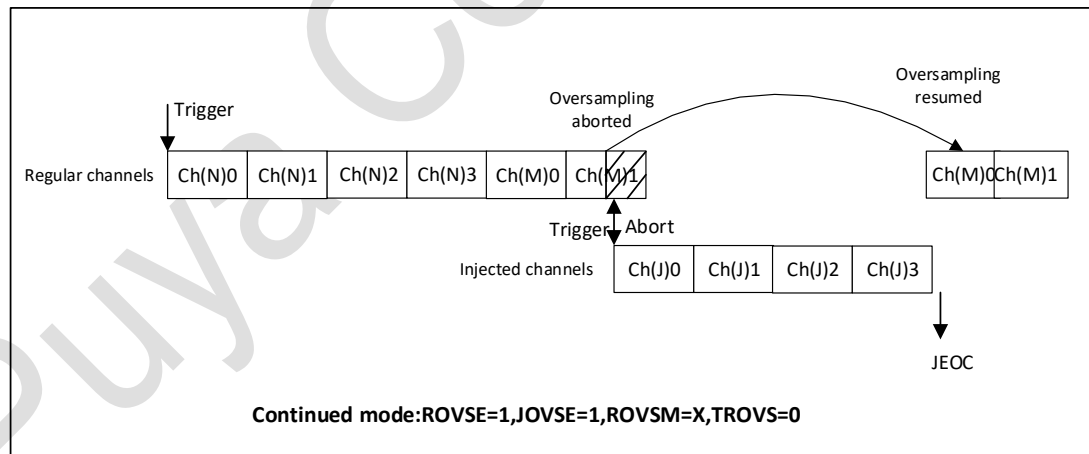 Oversampling
resumed
Oversampling
aborted
Trigger
Regular channels
Ch(N)0 Ch(N)1 Ch(N)2 Ch(N)3 Ch(M)0 Ch(M)1
Ch(M)0 Ch(M)1
Trigger Abort
Injected channels
Ch(J)0 Ch(J)1 Ch(J)2 Ch(J)3
JEOC
Continued mode:ROVSE=1,JOVSE=1,ROVSM=X,TROVS=0
Puya Co